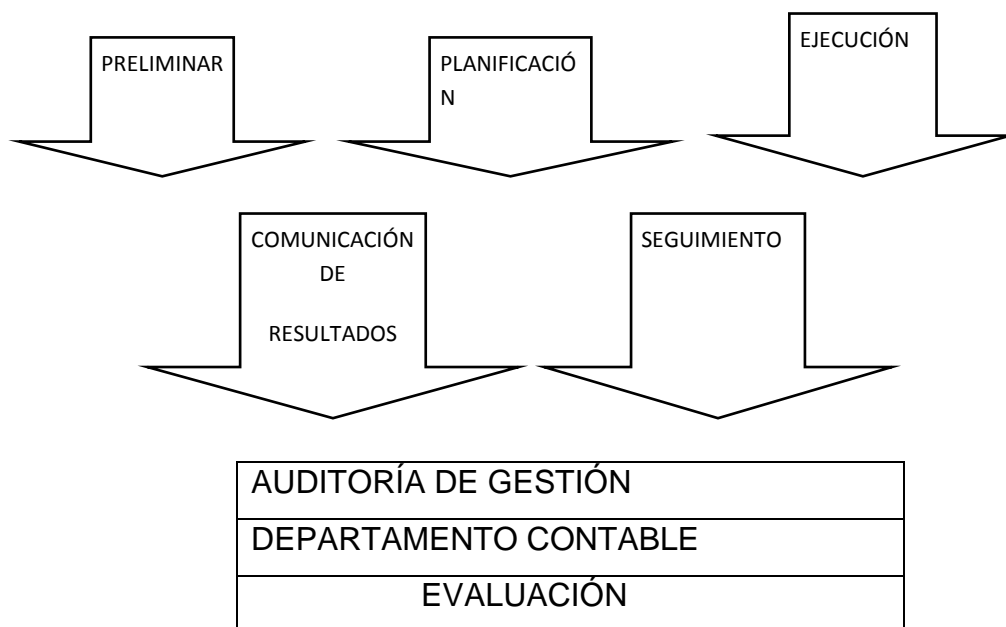 PRELIMINAR
PLANIFICACIÓ
N
EJECUCIÓN
COMUNICACIÓN
DE
RESULTADOS
SEGUIMIENTO
AUDITORÍA DE GESTIÓN
DEPARTAMENTO CONTABLE
EVALUACIÓN